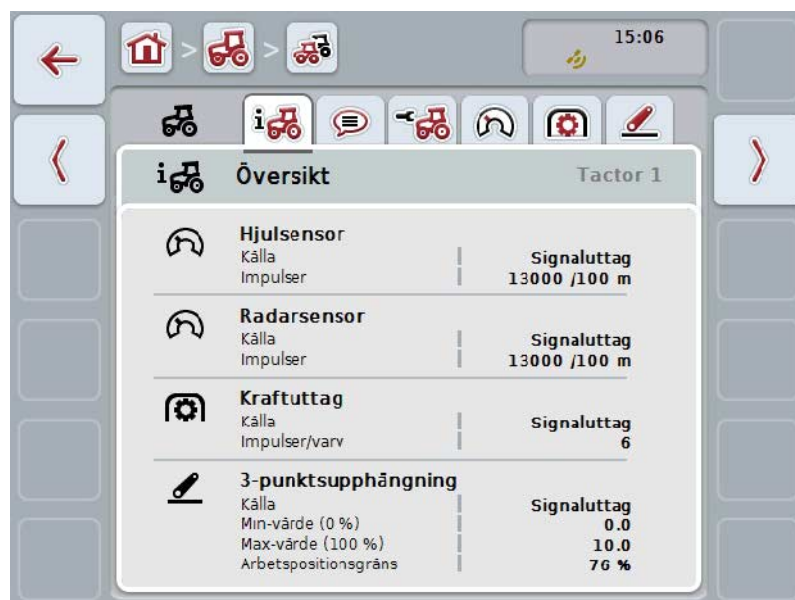 15:06
Översikt Tactor 1
Hjulsensor
Källa Signaluttag
Impulser 13000 /100 m
Radarsensor
Källa Signaluttag
Impulser 13000 /100 m
Kraftuttag
Källa Signaluttag
Impulser/varv 6
3-punktsupphängning
Källa Signaluttag
Min-värde (0 %) 0.0
Max-värde (100 %) 10.0
Arbetspositionsgräns 76 %